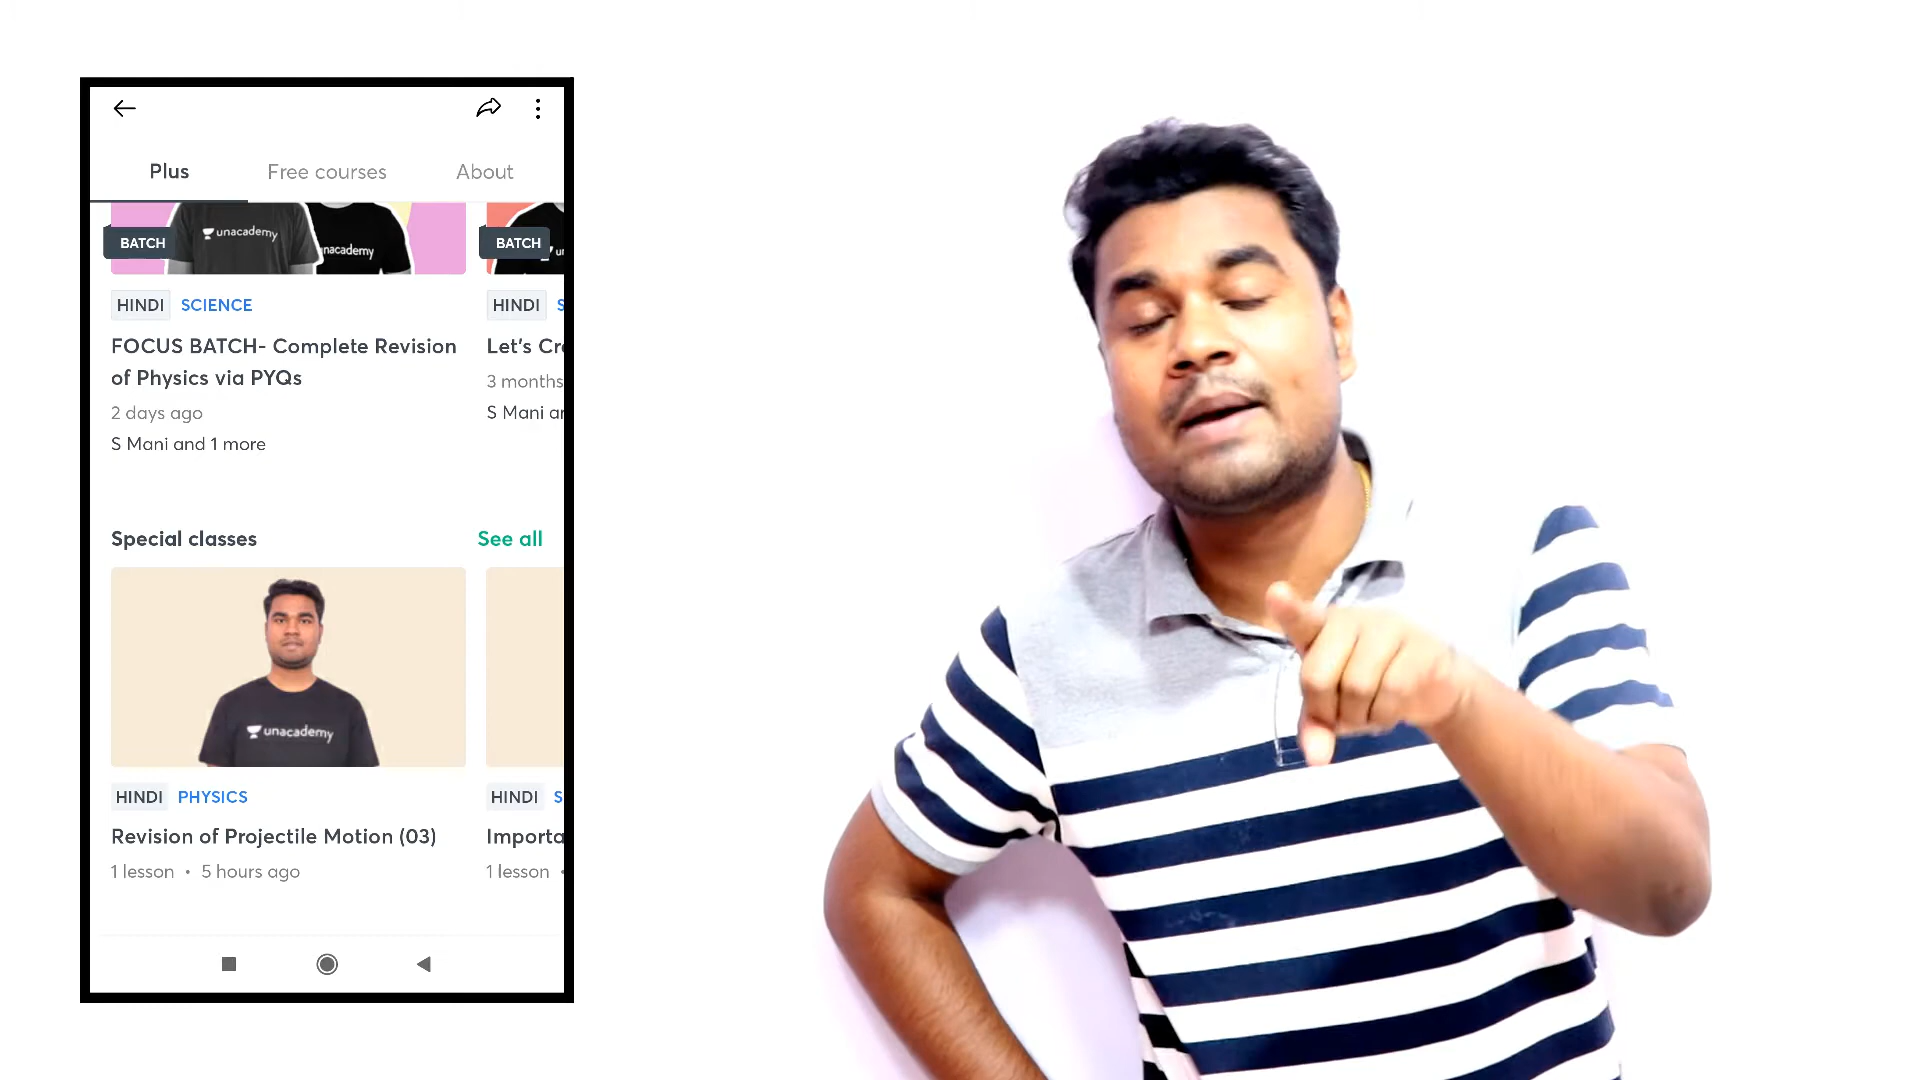 Plus Free courses About
unacademy
nacademy
BATCH
BATCH
HINDI SCIENCE
HINDI S
FOCUS BATCH- Complete Revision
of Physics via PYQs
2 days ago
S Mani and 1 more
Let's Cr
3 months
S Mani ar
Special classes See all
unacademy
HINDI PHYSICS
Revision of Projectile Motion (03)
1 lesson • 5 hours ago
HINDI S
Importa
1 lesson •